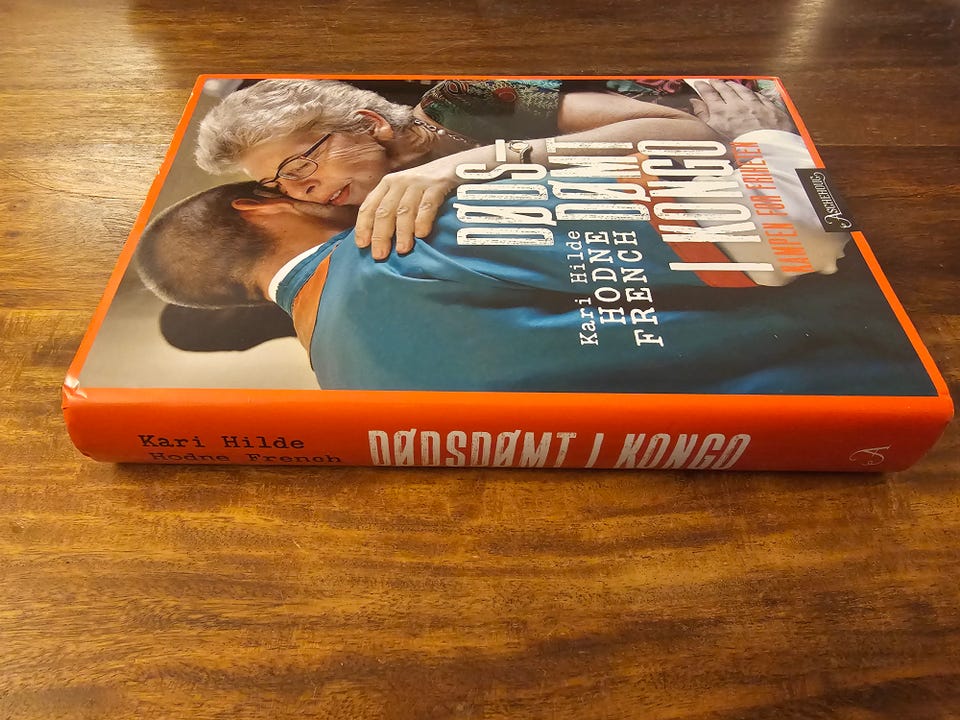 DØDS-
DØMT
I KONGO
KAMPEN FOR FRIHETEN
Kari Hilde
HODNE
FRENCH
ASCHEHOUG
Kari Hilde
Hodne French
DØDSDØMT I KONGO
A